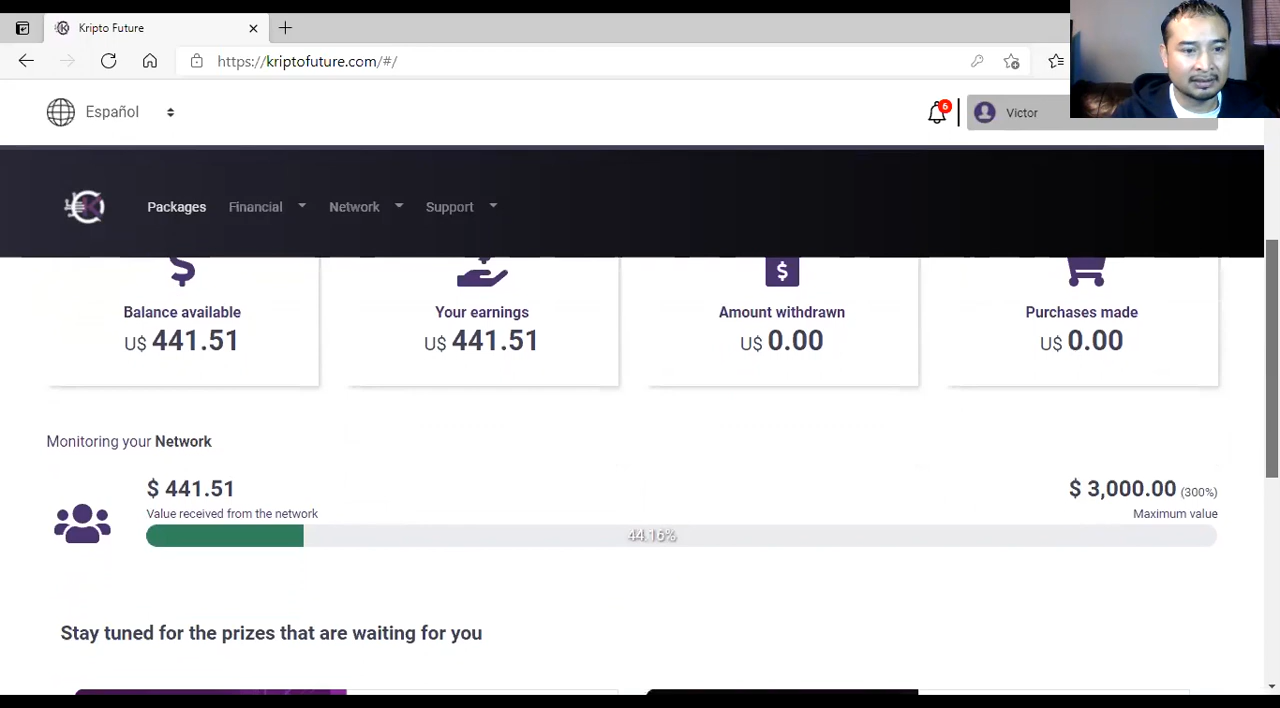 Kripto Future
https://kriptofuture.com/#/
Español
6
Victor
Packages Financial Network Support
Balance available
U$ 441.51
Your earnings
U$ 441.51
Amount withdrawn
U$ 0.00
Purchases made
U$ 0.00
Monitoring your Network
$ 441.51
Value received from the network
$ 3,000.00 (300%)
Maximum value
44.16%
Stay tuned for the prizes that are waiting for you